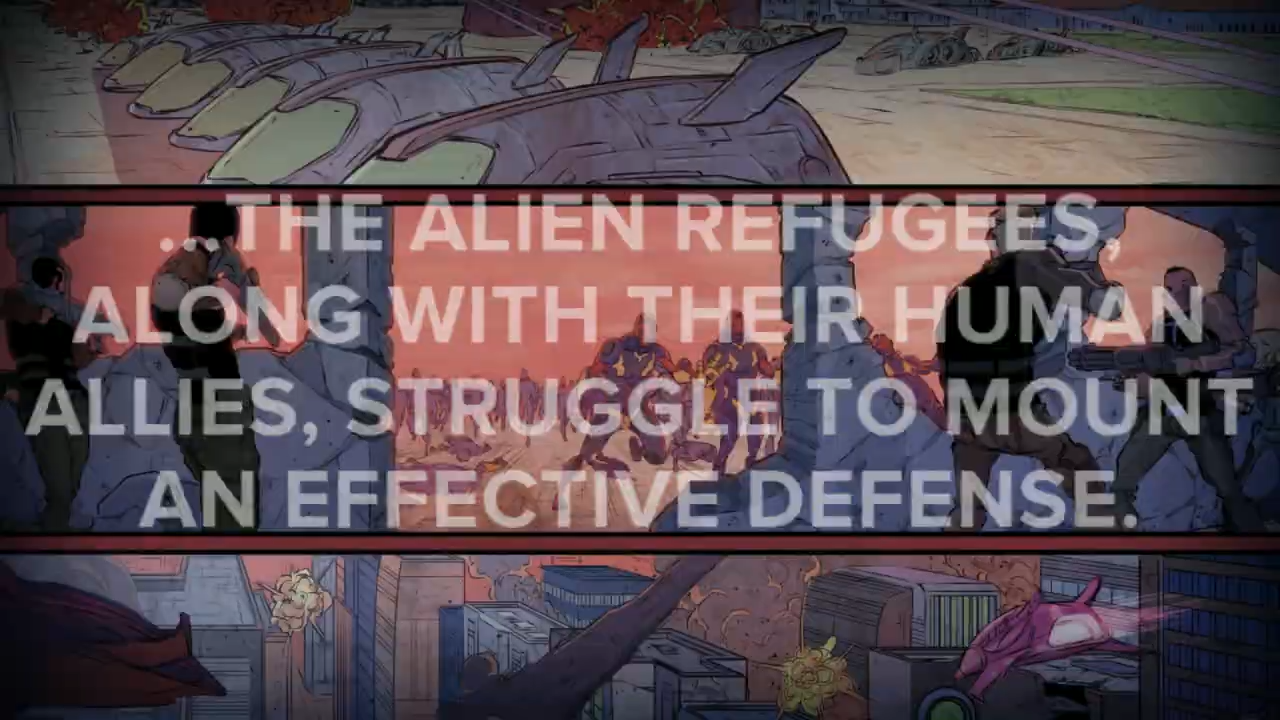 ...THE ALIEN REFUGEES,
ALONG WITH THEIR HUMAN
ALLIES, STRUGGLE TO MOUNT
AN EFFECTIVE DEFENSE.